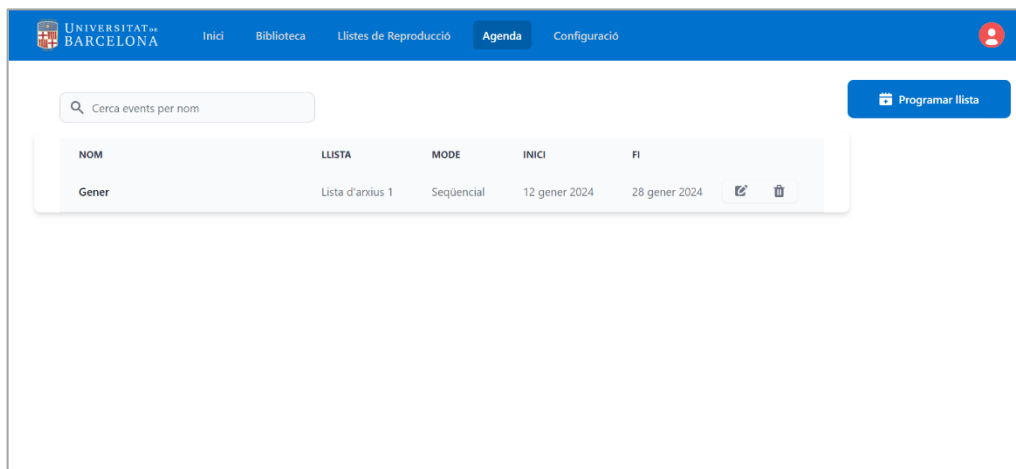 UNIVERSITAT DE
BARCELONA
Inici Biblioteca Llistes de Reproducció Agenda Configuració
Cerca events per nom
Programar llista
NOM LLISTA MODE INICI FI
Gener Lista d'arxius 1 Seqüencial 12 gener 2024 28 gener 2024